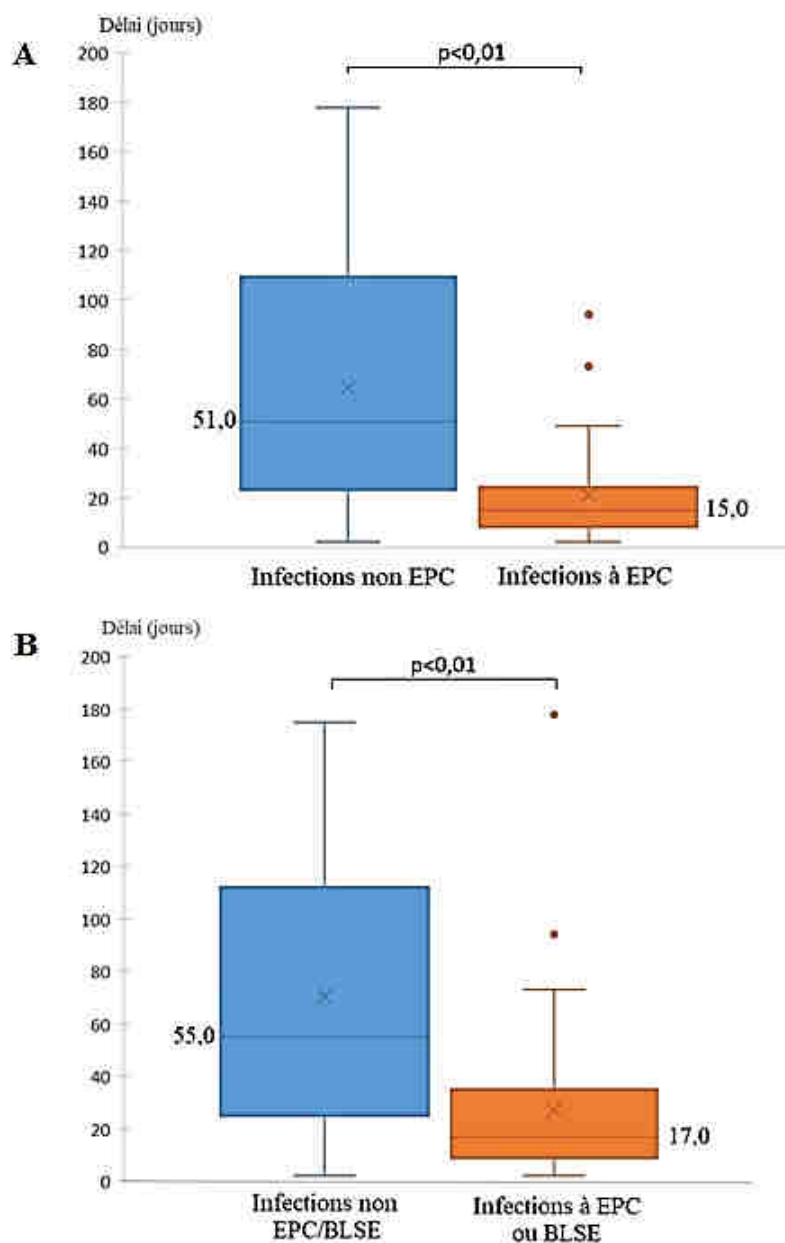 Délai (jours)
A
p<0,01
200
180
160
140
120
100
80
60
51,0
40
20
15,0
0
Infections non EPC
Infections à EPC
Délai (jours)
B
p<0,01
200
180
160
140
120
100
80
60
55,0
40
20
17,0
0
Infections non
EPC/BLSE
Infections à EPC
ou BLSE